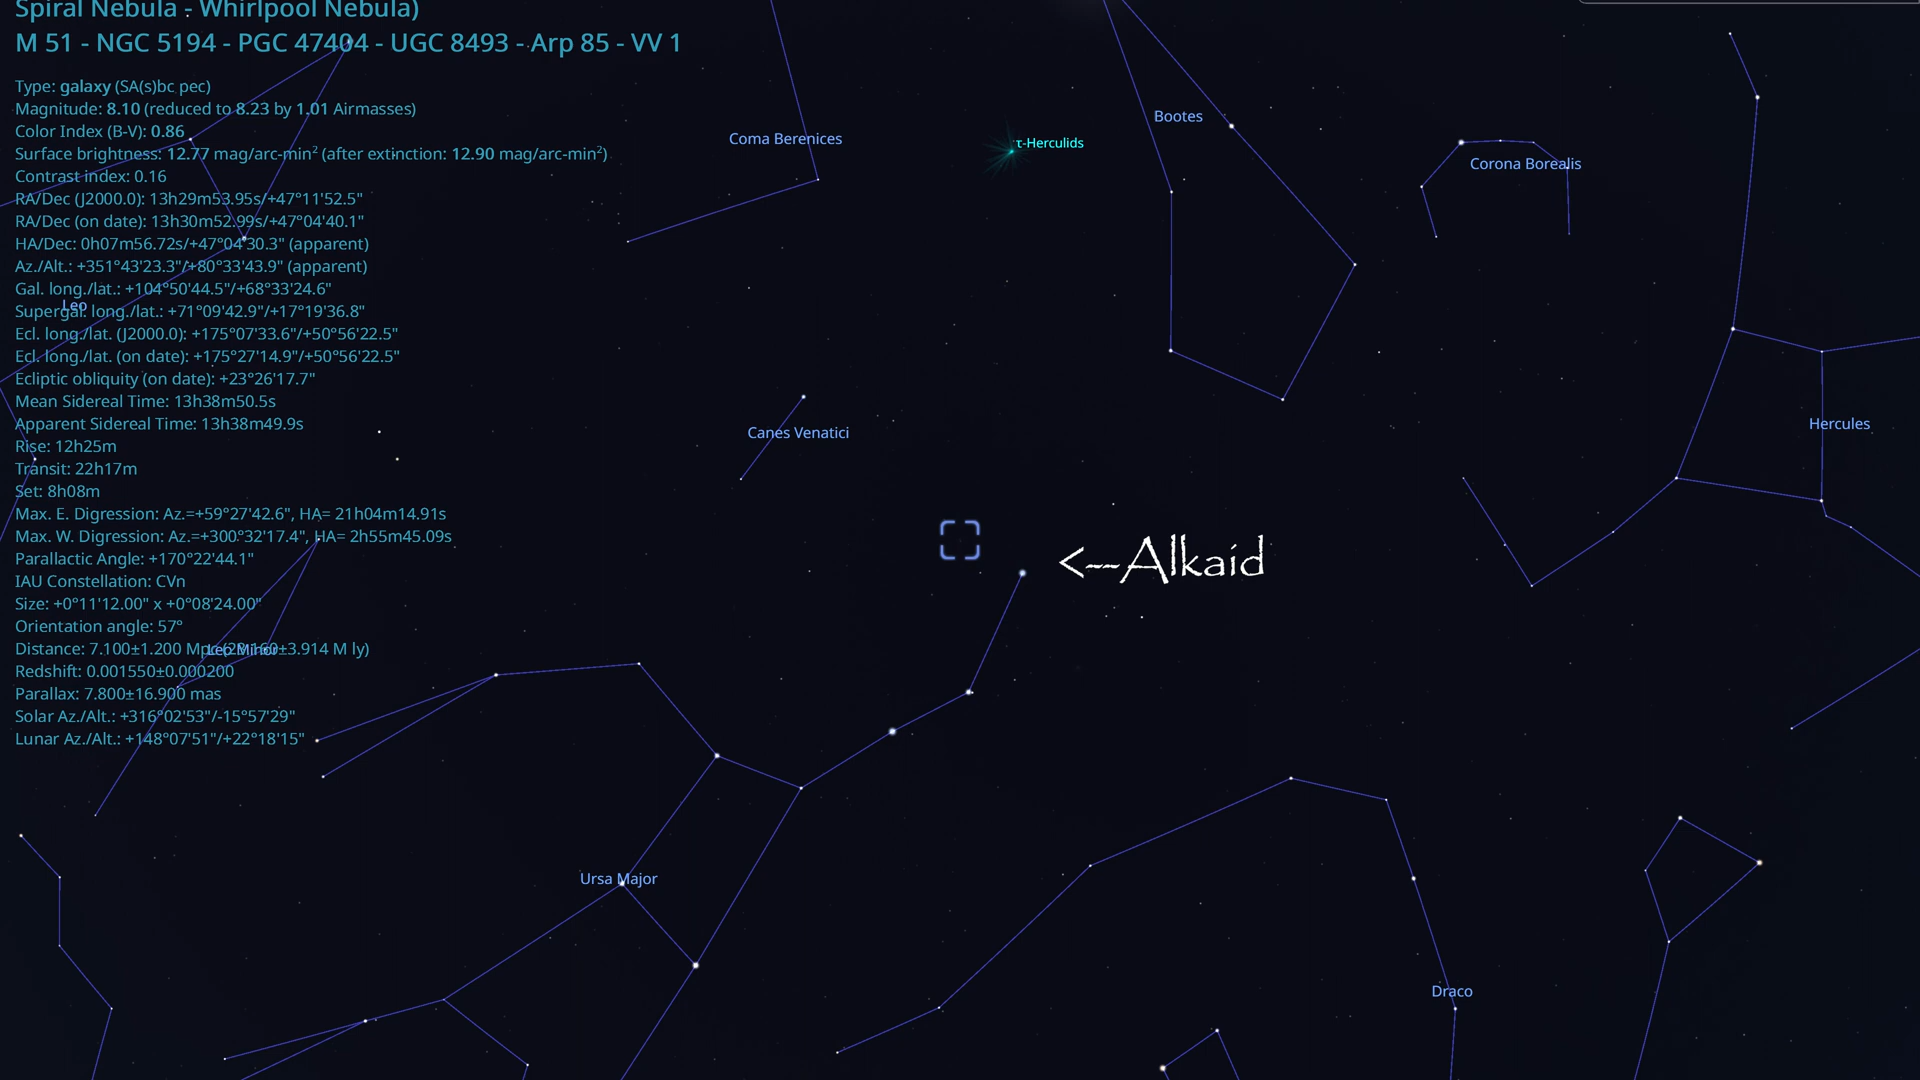 Spiral Nebula - Whirlpool Nebula)
M 51 - NGC 5194 - PGC 47404 - UGC 8493 - Arp 85 - VV 1
Type: galaxy (SA(s)bc pec)
Magnitude: 8.10 (reduced to 8.23 by 1.01 Airmasses)
Color Index (B-V): 0.86
Surface brightness: 12.77 mag/arc-min² (after extinction: 12.90 mag/arc-min²)
Contrast index: 0.16
RA/Dec (J2000.0): 13h29m53.95s/+47°11'52.5"
RA/Dec (on date): 13h30m52.99s/+47°04'40.1"
HA/Dec: 0h07m56.72s/+47°04'30.3" (apparent)
Az./Alt.: +351°43'23.3"/+80°33'43.9" (apparent)
Gal. long./lat.: +104°50'44.5"/+68°33'24.6"
Supergal. long./lat.: +71°09'42.9"/+17°19'36.8"
Ecl. long./lat. (J2000.0): +175°07'33.6"/+50°56'22.5"
Ecl. long./lat. (on date): +175°27'14.9"/+50°56'22.5"
Ecliptic obliquity (on date): +23°26'17.7"
Mean Sidereal Time: 13h38m50.5s
Apparent Sidereal Time: 13h38m49.9s
Rise: 12h25m
Transit: 22h17m
Set: 8h08m
Max. E. Digression: Az.=+59°27'42.6", HA= 21h04m14.91s
Max. W. Digression: Az.=+300°32'17.4", HA= 2h55m45.09s
Parallactic Angle: +170°22'44.1"
IAU Constellation: CVn
Size: +0°11'12.00" x +0°08'24.00"
Orientation angle: 57°
Distance: 7.100±1.200 Mpc ±3.914 M ly)
Redshift: 0.001550±0.000200
Parallax: 7.800±16.900 mas
Solar Az./Alt.: +316°02'53"/-15°57'29"
Lunar Az./Alt.: +148°07'51"/+22°18'15"
Leo
Leo Minor
Coma Berenices
τ-Herculids
Bootes
Corona Borealis
Canes Venatici
Hercules
<---Alkaid
Ursa Major
Draco